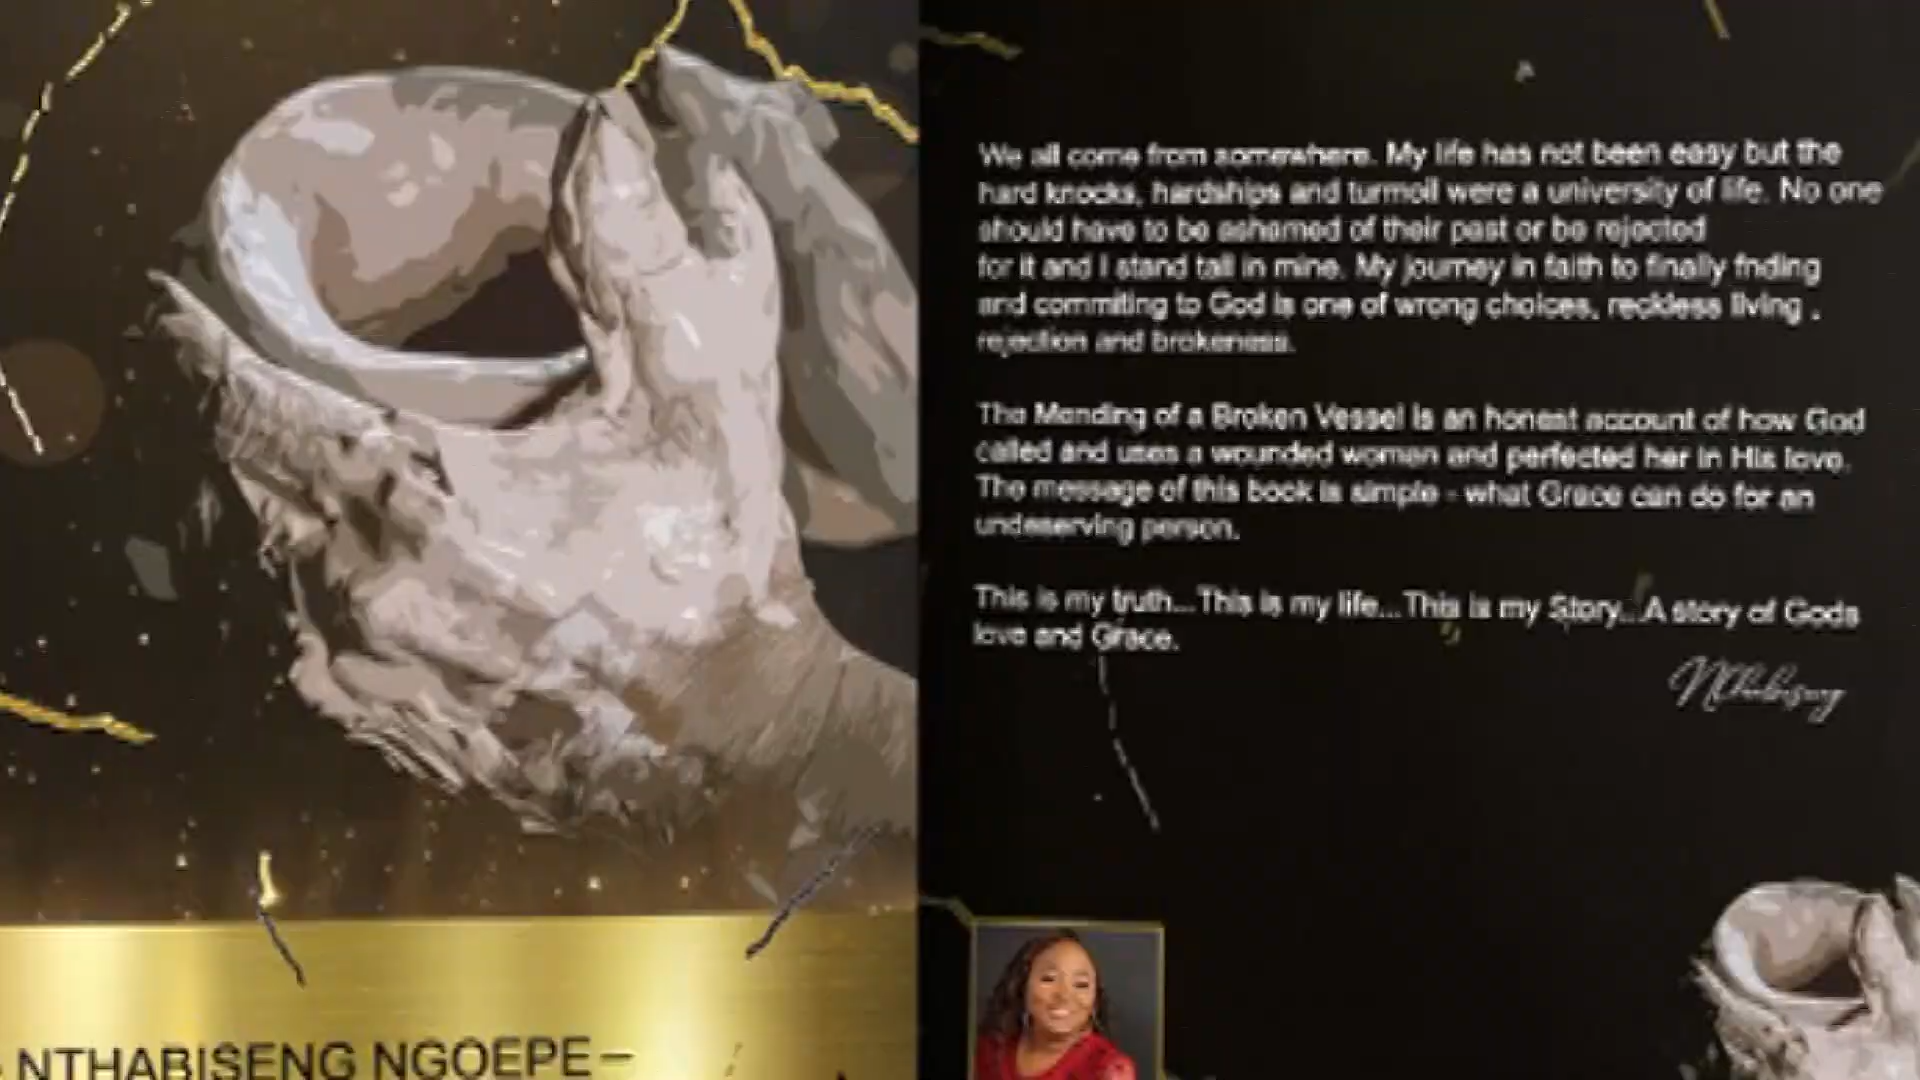 We all come from somewhere. My life has not been easy but the
hard knocks, hardships and turmoil were a university of life. No one
should have to be ashamed of their past or be rejected
for it and I stand tall in mine. My journey in faith to finally fnding
and commiting to God is one of wrong choices, reckless living .
rejection and brokeness.
The Mending of a Broken Vessel is an honest account of how God
called and uses a wounded woman and perfected her in His love.
The message of this book is simple - what Grace can do for an
undeserving person.
This is my truth...This is my life...This is my Story...A story of Gods
love and Grace.
Nthabiseng
NTHABISENG NGOEPE –